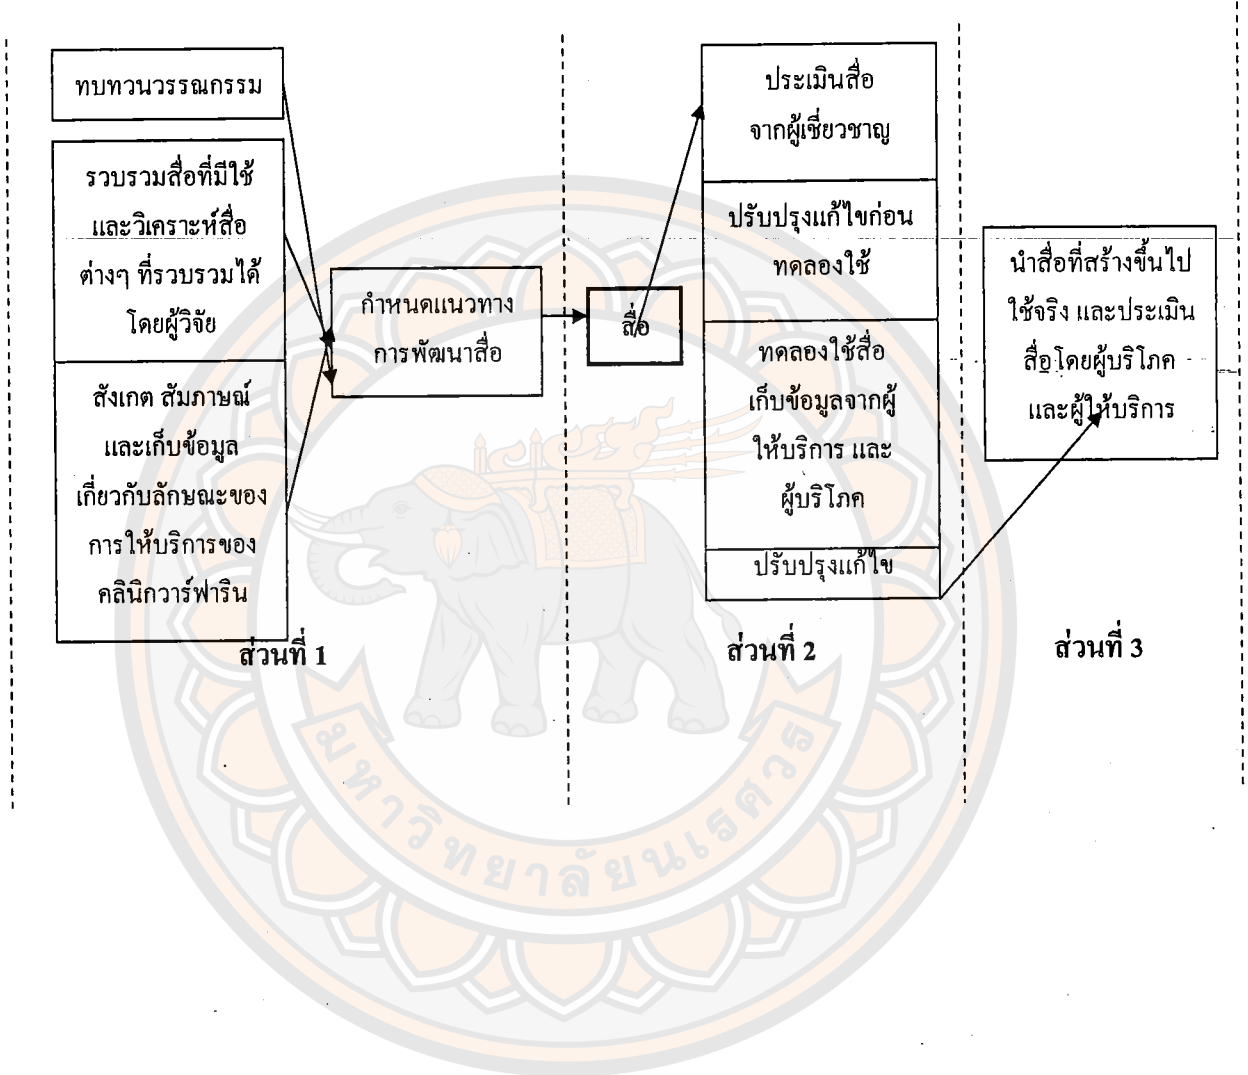 ทบทวนวรรณกรรม
รวบรวมสื่อที่มีใช้
และวิเคราะห์สื่อ
ต่างๆ ที่รวบรวมได้
โดยผู้วิจัย
สังเกต สัมภาษณ์
และเก็บข้อมูล
เกี่ยวกับลักษณะของ
การให้บริการของ
คลินิกวาร์ฟาริน
กำหนดแนวทาง
การพัฒนาสื่อ
ส่วนที่ 1
สื่อ
ประเมินสื่อ
จากผู้เชี่ยวชาญ
ปรับปรุงแก้ไขก่อน
ทดลองใช้
ทดลองใช้สื่อ
เก็บข้อมูลจากผู้
ให้บริการ และ
ผู้บริโภค
ปรับปรุงแก้ไข
ส่วนที่ 2
นำสื่อที่สร้างขึ้นไป
ใช้จริง และประเมิน
สื่อโดยผู้บริโภค
และผู้ให้บริการ
ส่วนที่ 3
มหาวิทยาลัยนเรศวร